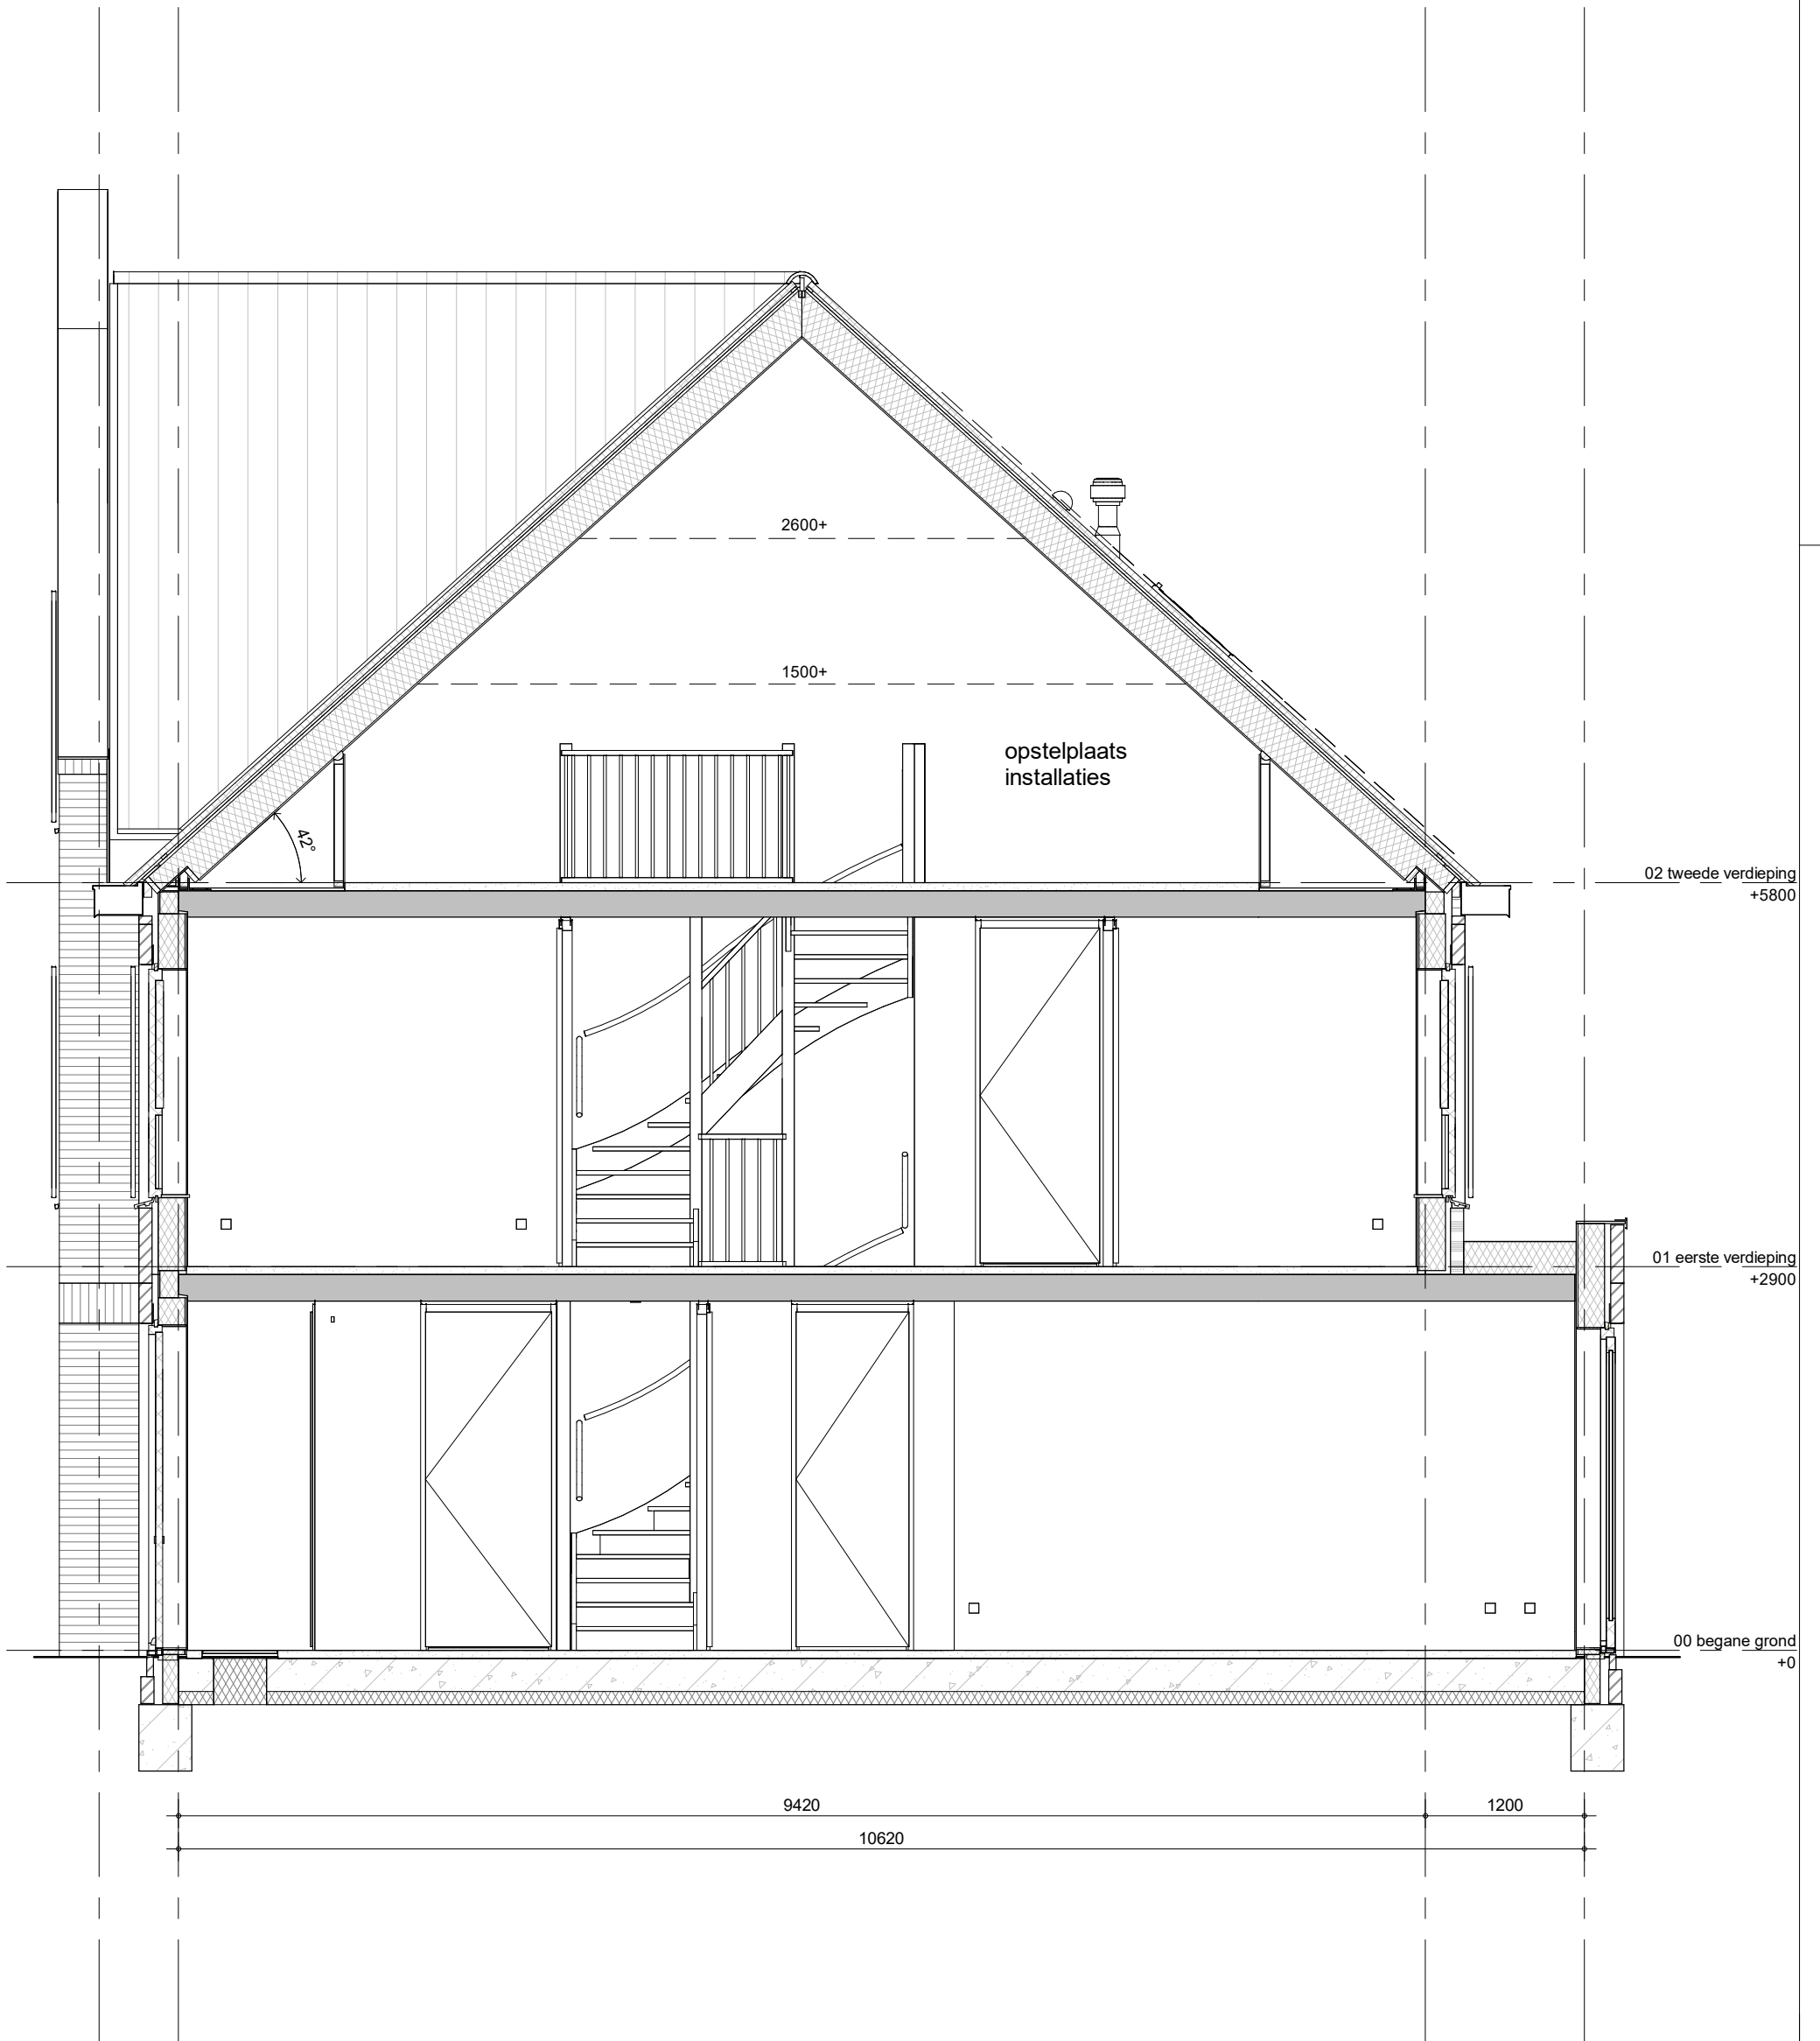 2600+
1500+
opstelplaats
installaties
42°
02 tweede verdieping
+5800
01 eerste verdieping
+2900
00 begane grond
+0
9420
1200
10620